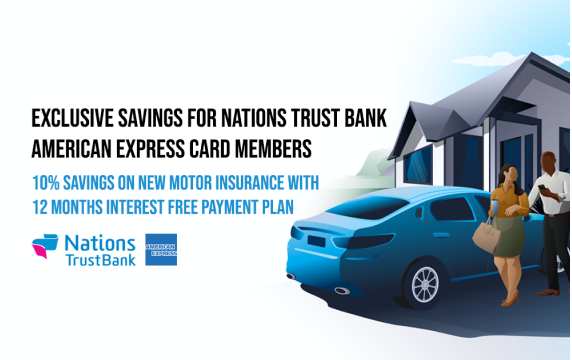 EXCLUSIVE SAVINGS FOR NATIONS TRUST BANK
AMERICAN EXPRESS CARD MEMBERS
10% SAVINGS ON NEW MOTOR INSURANCE WITH
12 MONTHS INTEREST FREE PAYMENT PLAN
Nations
TrustBank
AMERICAN
EXPRESS